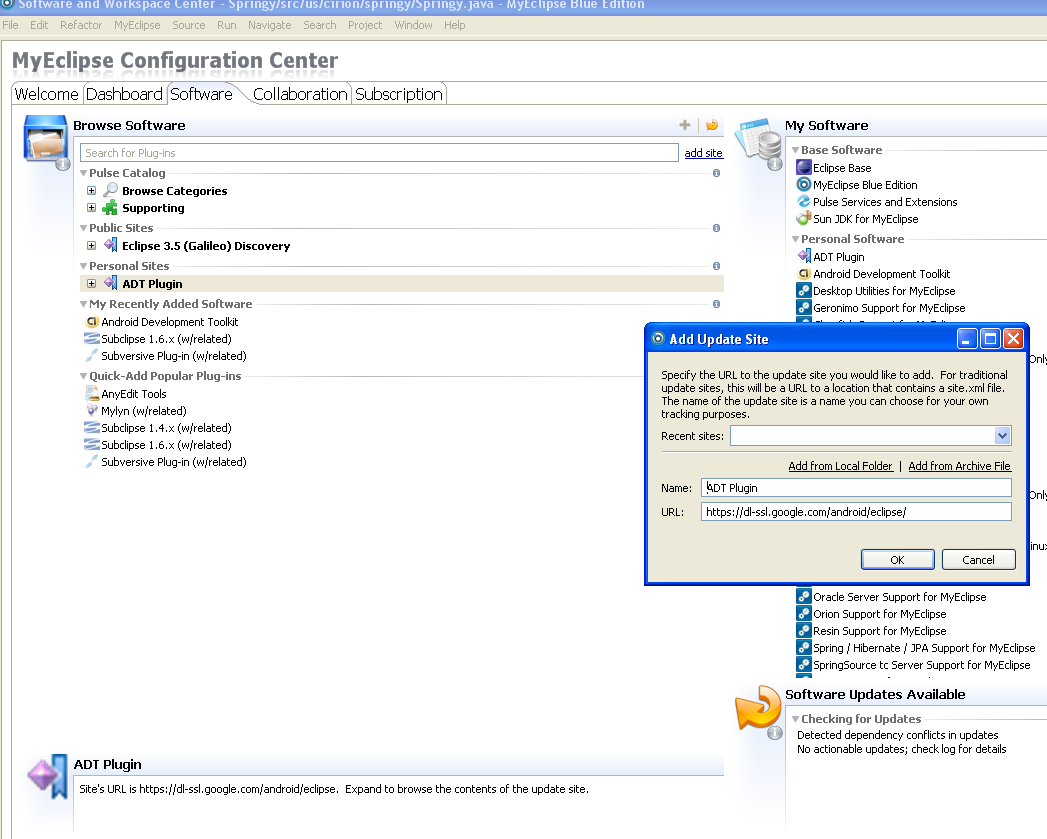 Software and Workspace Center - Springy/src/us/cirion/springy/Springy.java - MyEclipse Blue Edition
File Edit Refactor MyEclipse Source Run Navigate Search Project Window Help
MyEclipse Configuration Center
Welcome Dashboard Software Collaboration Subscription
Browse Software
Search for Plug-ins
add site
Pulse Catalog
Browse Categories
Supporting
Public Sites
Eclipse 3.5 (Galileo) Discovery
Personal Sites
ADT Plugin
My Recently Added Software
Android Development Toolkit
Subclipse 1.6.x (w/related)
Subversive Plug-in (w/related)
Quick-Add Popular Plug-ins
AnyEdit Tools
Mylyn (w/related)
Subclipse 1.4.x (w/related)
Subclipse 1.6.x (w/related)
Subversive Plug-in (w/related)
ADT Plugin
Site's URL is https://dl-ssl.google.com/android/eclipse. Expand to browse the contents of the update site.
My Software
Base Software
Eclipse Base
MyEclipse Blue Edition
Pulse Services and Extensions
Sun JDK for MyEclipse
Personal Software
ADT Plugin
Android Development Toolkit
Desktop Utilities for MyEclipse
Geronimo Support for MyEclipse
Add Update Site
Specify the URL to the update site you would like to add. For traditional
update sites, this will be a URL to a location that contains a site.xml file.
The name of the update site is a name you can choose for your own
tracking purposes.
Recent sites:
Add from Local Folder | Add from Archive File
Name: ADT Plugin
URL: https://dl-ssl.google.com/android/eclipse/
OK Cancel
Oracle Server Support for MyEclipse
Orion Support for MyEclipse
Resin Support for MyEclipse
Spring / Hibernate / JPA Support for MyEclipse
SpringSource tc Server Support for MyEclipse
Software Updates Available
Checking for Updates
Detected dependency conflicts in updates
No actionable updates; check log for details